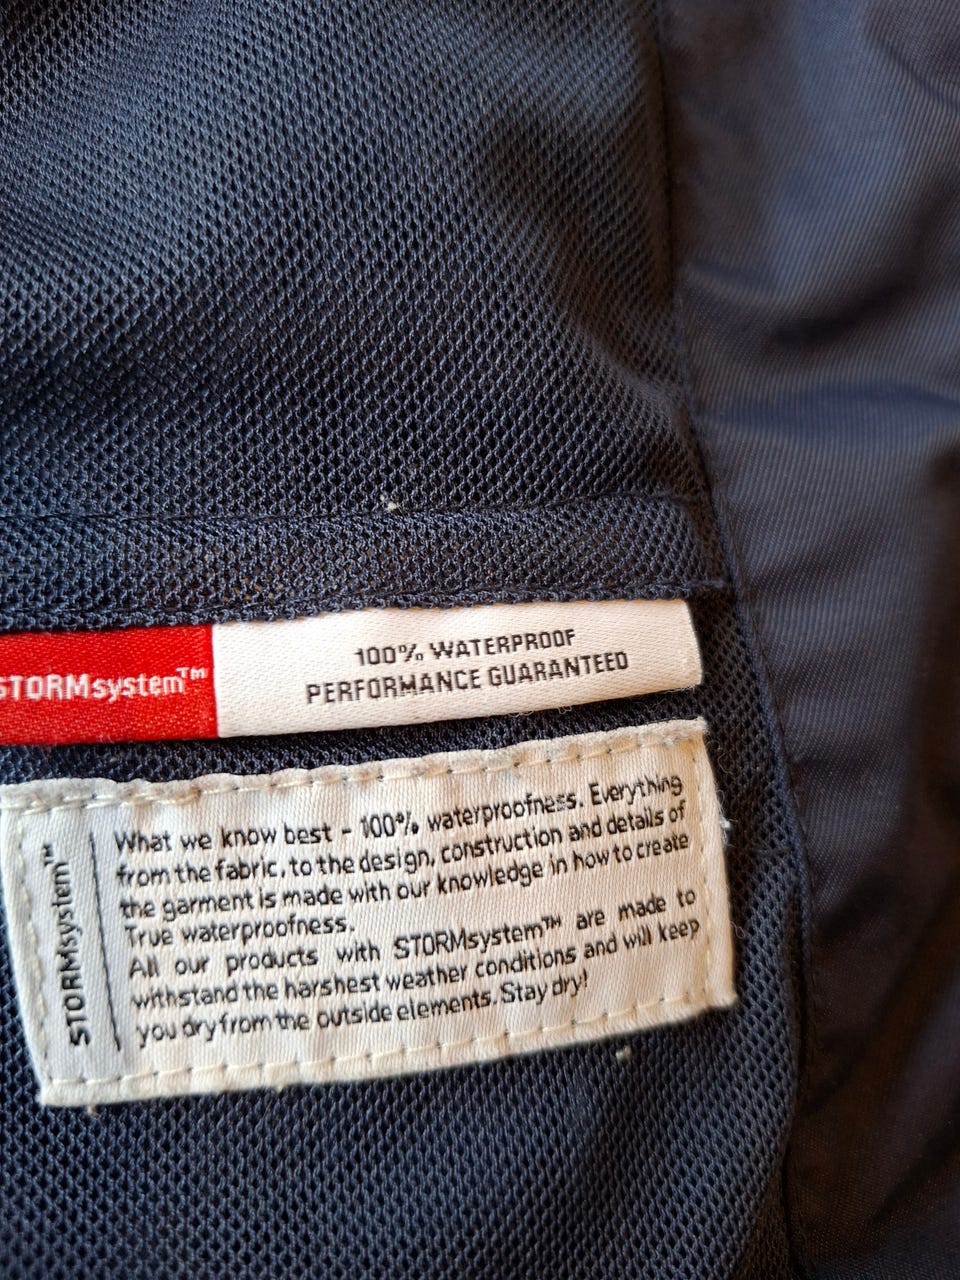 STORMsystem™
100% WATERPROOF
PERFORMANCE GUARANTEED
STORMsystem™
What we know best - 100% waterproofness. Everything
from the fabric, to the design, construction and details of
the garment is made with our knowledge in how to create
True waterproofness.
All our products with STORMsystem™ are made to
withstand the harshest weather conditions and will keep
you dry from the outside elements. Stay dry!